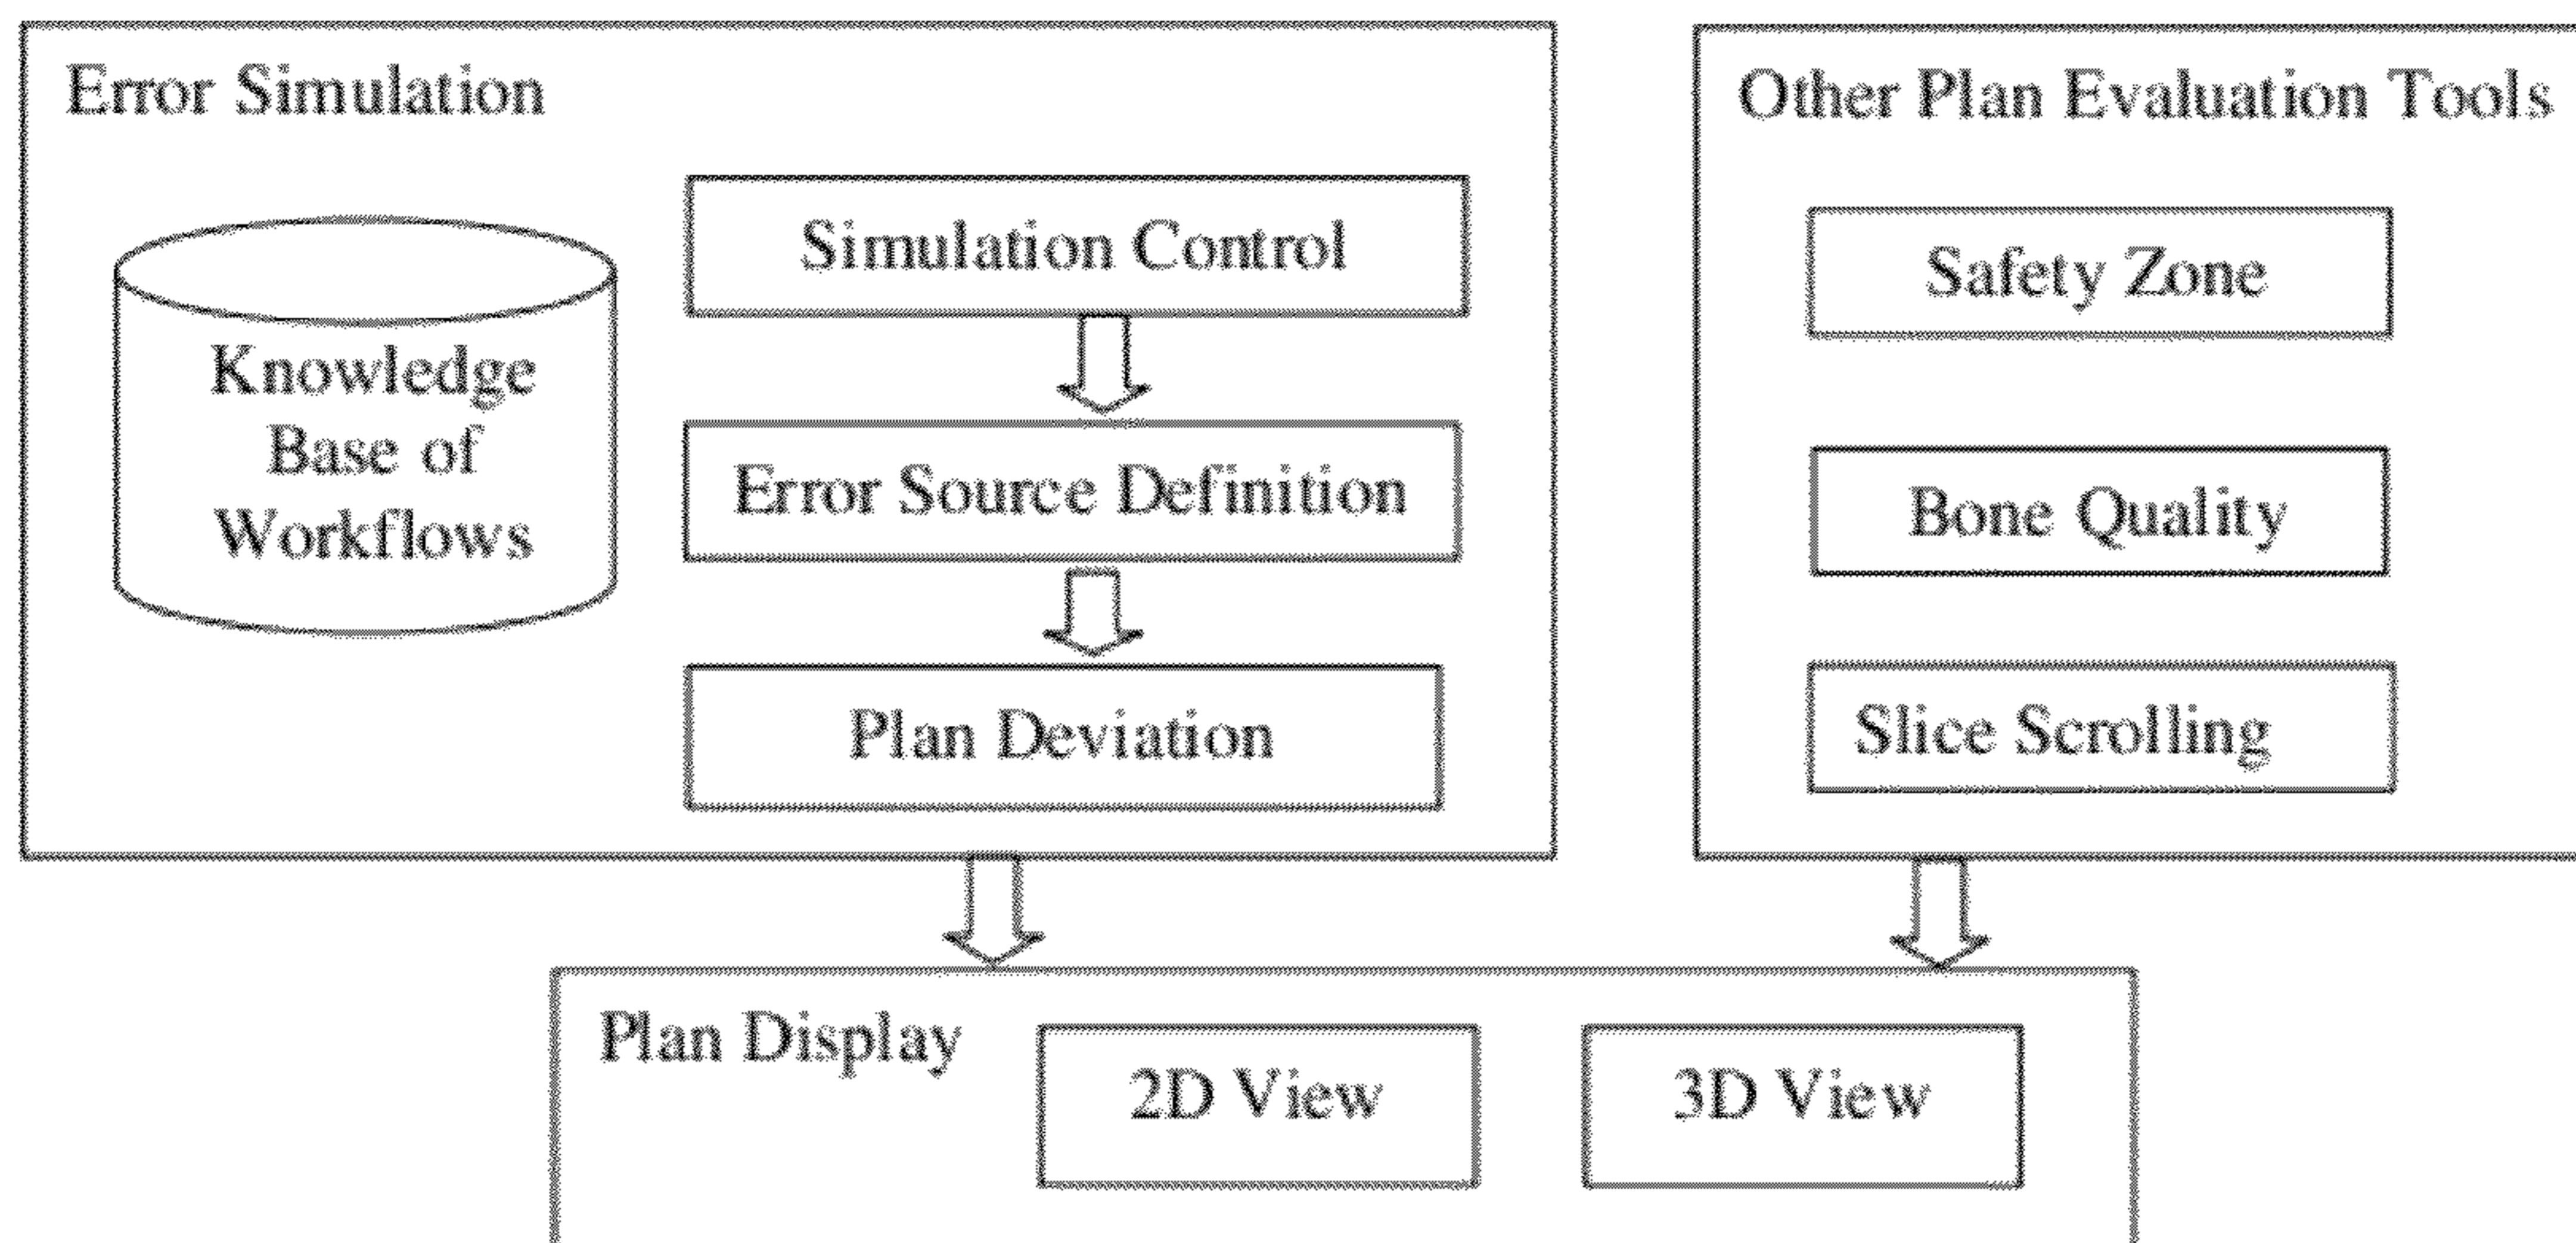 Error Simulation
Knowledge
Base of
Workflows
Simulation Control
Error Source Definition
Plan Deviation
Other Plan Evaluation Tools
Safety Zone
Bone Quality
Slice Scrolling
Plan Display
2D View
3D View